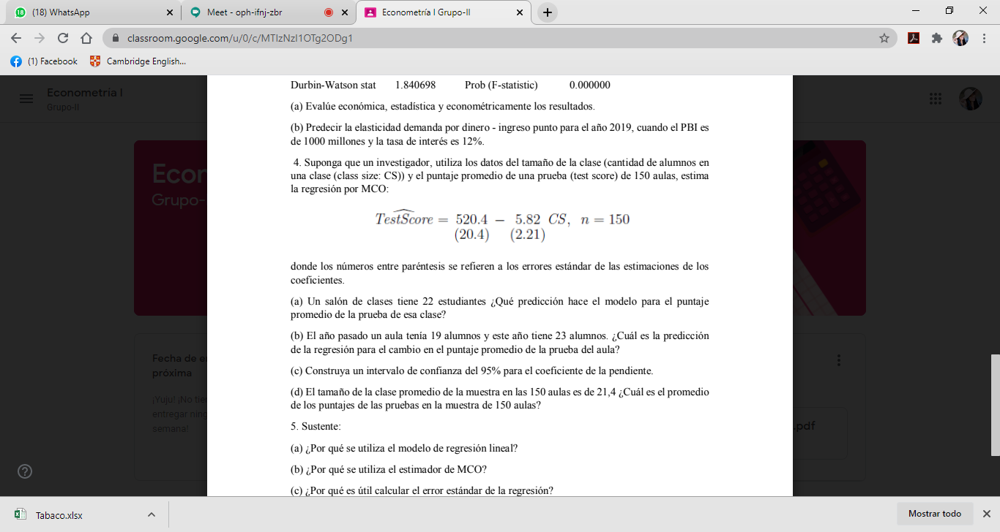 (18) WhatsApp
Meet - oph-ifnj-zbr
Econometría I Grupo-II
classroom.google.com/u/0/c/MTIzNzI1OTg2ODg1
(1) Facebook
Cambridge English...
Econometría I
Grupo-II
Durbin-Watson stat 1.840698 Prob (F-statistic) 0.000000
(a) Evalúe económica, estadística y econométricamente los resultados.
(b) Predecir la elasticidad demanda por dinero - ingreso punto para el año 2019, cuando el PBI es
de 1000 millones y la tasa de interés es 12%.
4. Suponga que un investigador, utiliza los datos del tamaño de la clase (cantidad de alumnos en
una clase (class size: CS)) y el puntaje promedio de una prueba (test score) de 150 aulas, estima
la regresión por MCO:
TestScore = 520.4 − 5.82 CS, n = 150
(20.4) (2.21)
donde los números entre paréntesis se refieren a los errores estándar de las estimaciones de los
coeficientes.
(a) Un salón de clases tiene 22 estudiantes ¿Qué predicción hace el modelo para el puntaje
promedio de la prueba de esa clase?
(b) El año pasado un aula tenía 19 alumnos y este año tiene 23 alumnos. ¿Cuál es la predicción
de la regresión para el cambio en el puntaje promedio de la prueba del aula?
(c) Construya un intervalo de confianza del 95% para el coeficiente de la pendiente.
(d) El tamaño de la clase promedio de la muestra en las 150 aulas es de 21,4 ¿Cuál es el promedio
de los puntajes de las pruebas en la muestra de 150 aulas?
5. Sustente:
(a) ¿Por qué se utiliza el modelo de regresión lineal?
(b) ¿Por qué se utiliza el estimador de MCO?
(c) ¿Por qué es útil calcular el error estándar de la regresión?
Econ
Grupo-
Fecha de e
próxima
¡Yuju! ¡No tie
entregar ning
semana!
.pdf
Tabaco.xlsx
Mostrar todo